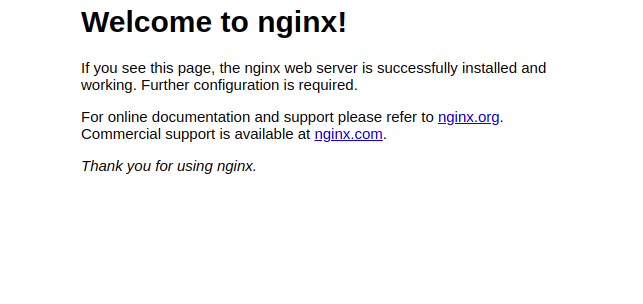 Welcome to nginx!
If you see this page, the nginx web server is successfully installed and
working. Further configuration is required.
For online documentation and support please refer to nginx.org.
Commercial support is available at nginx.com.
Thank you for using nginx.